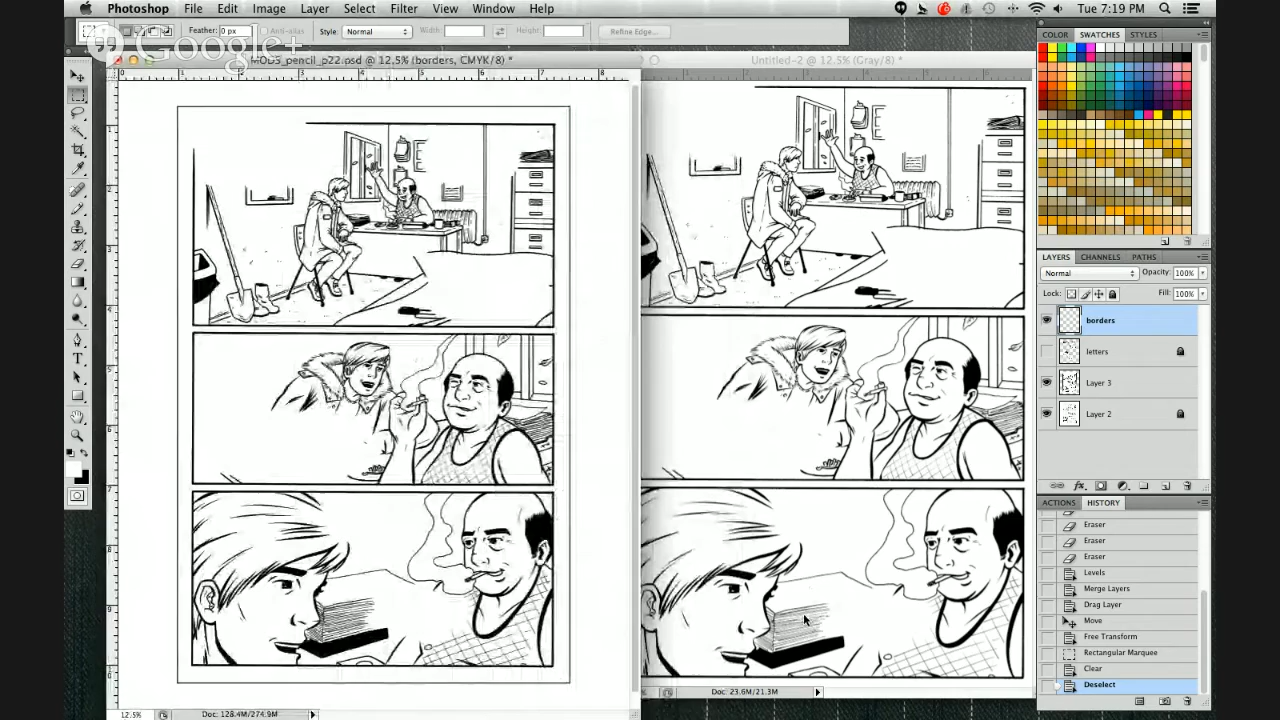 Photoshop File Edit Image Layer Select Filter View Window Help
Tue 7:19 PM
Feather: 0 px Anti-alias Style: Normal Width: Height: Refine Edge...
Google+
MOD3_pencil_p22.psd @ 12.5% (borders, CMYK/8) *
Untitled-2 @ 12.5% (Gray/8) *
COLOR SWATCHES STYLES
LAYERS CHANNELS PATHS
Normal Opacity: 100%
Lock: Fill: 100%
borders
letters
Layer 3
Layer 2
ACTIONS HISTORY
Eraser
Eraser
Eraser
Levels
Merge Layers
Drag Layer
Move
Free Transform
Rectangular Marquee
Clear
Deselect
Doc: 23.6M/21.3M
12.5% Doc: 128.4M/274.9M